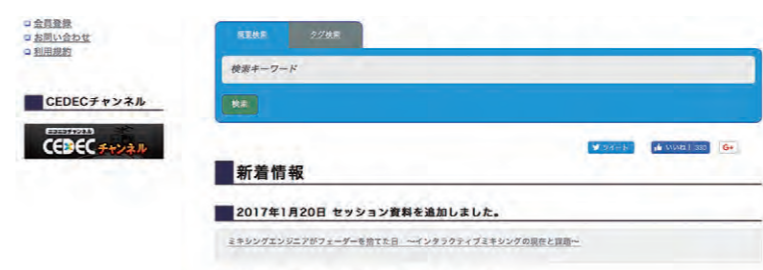 会員登録
お問い合わせ
利用規約
CEDECチャンネル
ニコニコチャンネル
CEDECチャンネル
タグ検索
検索キーワード
検索
ツイート
いいね! 380
G+
新着情報
2017年1月20日 セッション資料を追加しました。
ミキシングエンジニアがフェーダーを捨てた日 ～インタラクティブミキシングの現在と課題～